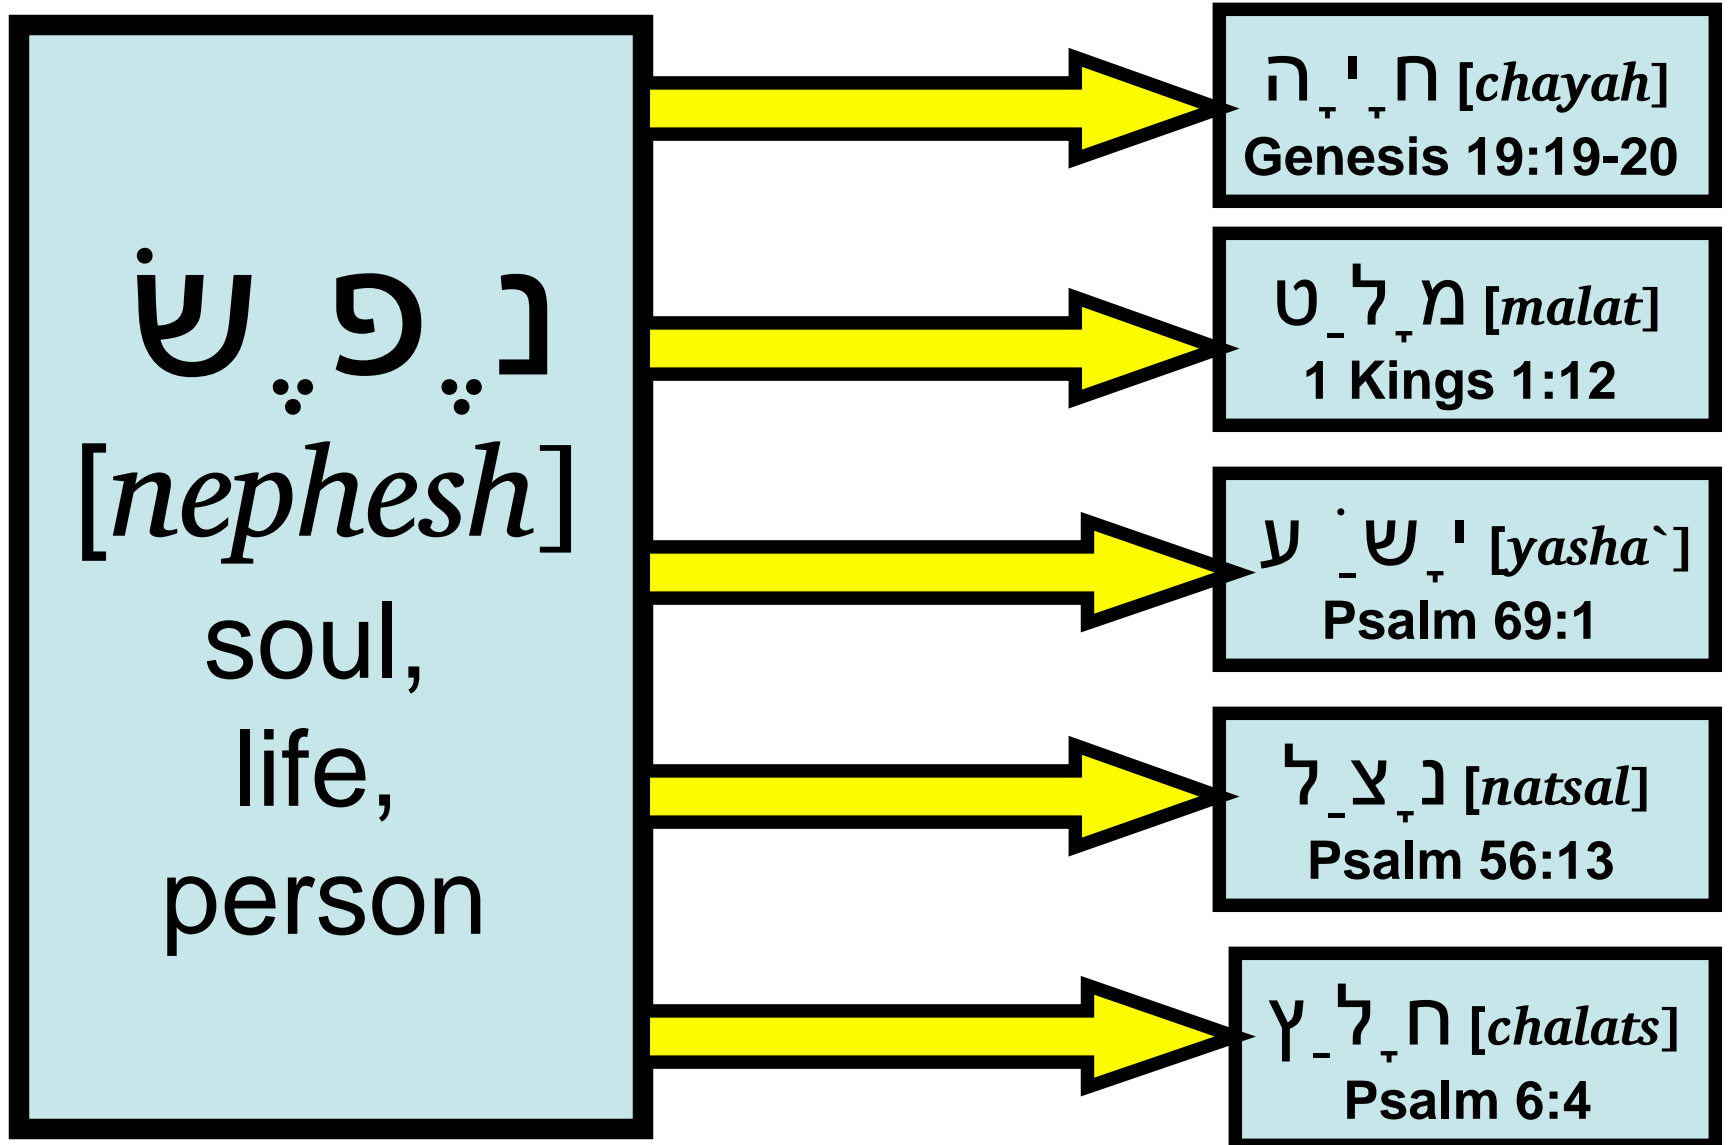 נֶפֶשׁ
[nephesh]
soul,
life,
person
חָיָה [chayah]
Genesis 19:19-20
מָלַט [malat]
1 Kings 1:12
יָשַׁע [yasha`]
Psalm 69:1
נָצַל [natsal]
Psalm 56:13
חָלַץ [chalats]
Psalm 6:4